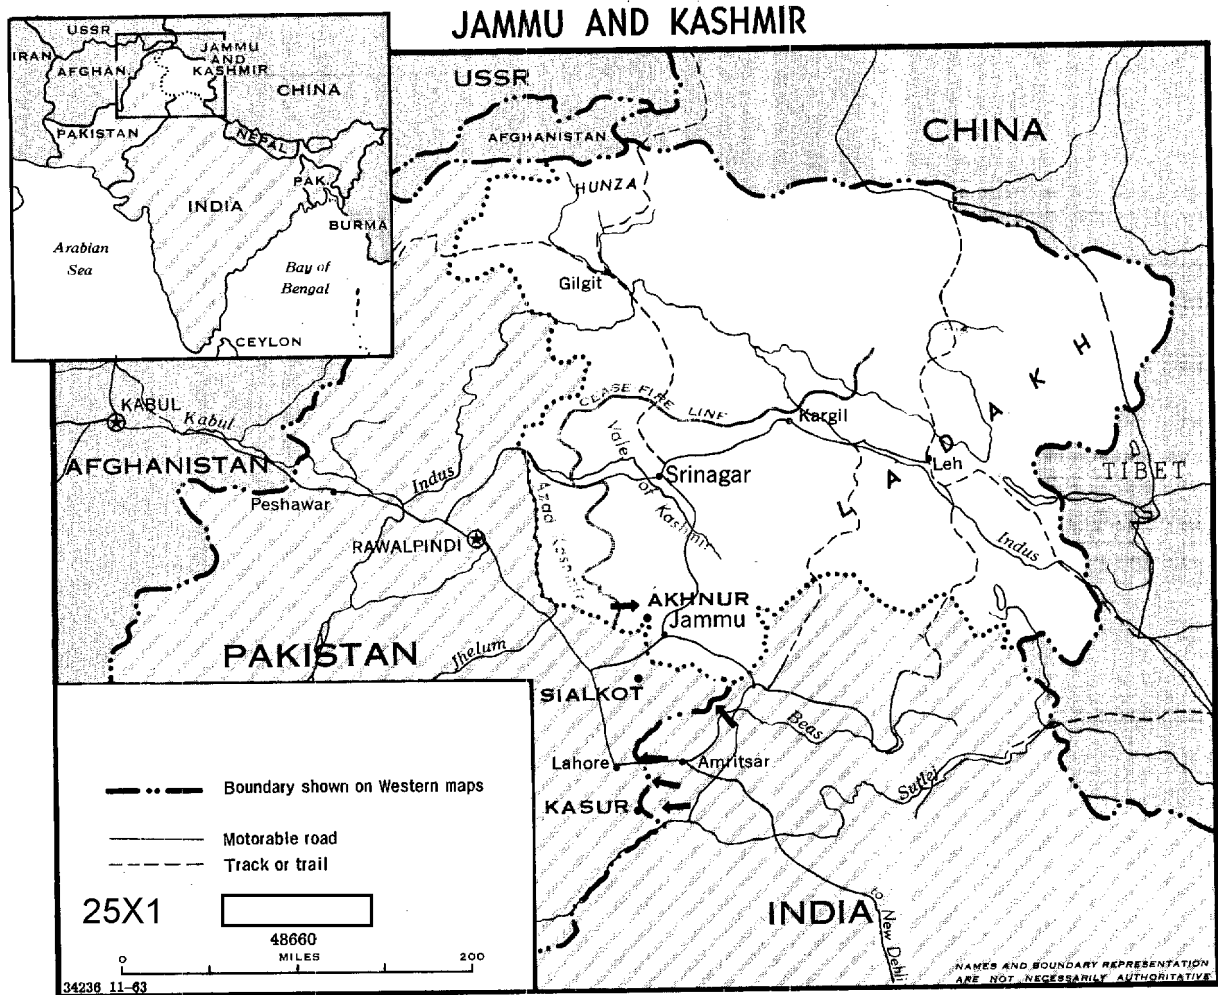 JAMMU AND KASHMIR
USSR
IRAN
AFGHAN.
JAMMU
AND
KASHMIR
CHINA
PAKISTAN
NEPAL
PAK.
INDIA
BURMA
Arabian
Sea
Bay of
Bengal
CEYLON
USSR
AFGHANISTAN
CHINA
HUNZA
Gilgit
KABUL
Kabul
AFGHANISTAN
Peshawar
Indus
RAWALPINDI
CEASE FIRE LINE
Kargil
Vale of Kashmir
Srinagar
LADAKH
Leh
TIBET
Indus
Azad Kashmir
AKHNUR
Jammu
PAKISTAN
Jhelum
SIALKOT
Beas
Lahore
Amritsar
Sutlej
KASUR
INDIA
to New Dehli
Boundary shown on Western maps
Motorable road
Track or trail
25X1
48660
MILES
0 200
34236 11-63
NAMES AND BOUNDARY REPRESENTATION
ARE NOT NECESSARILY AUTHORITATIVE